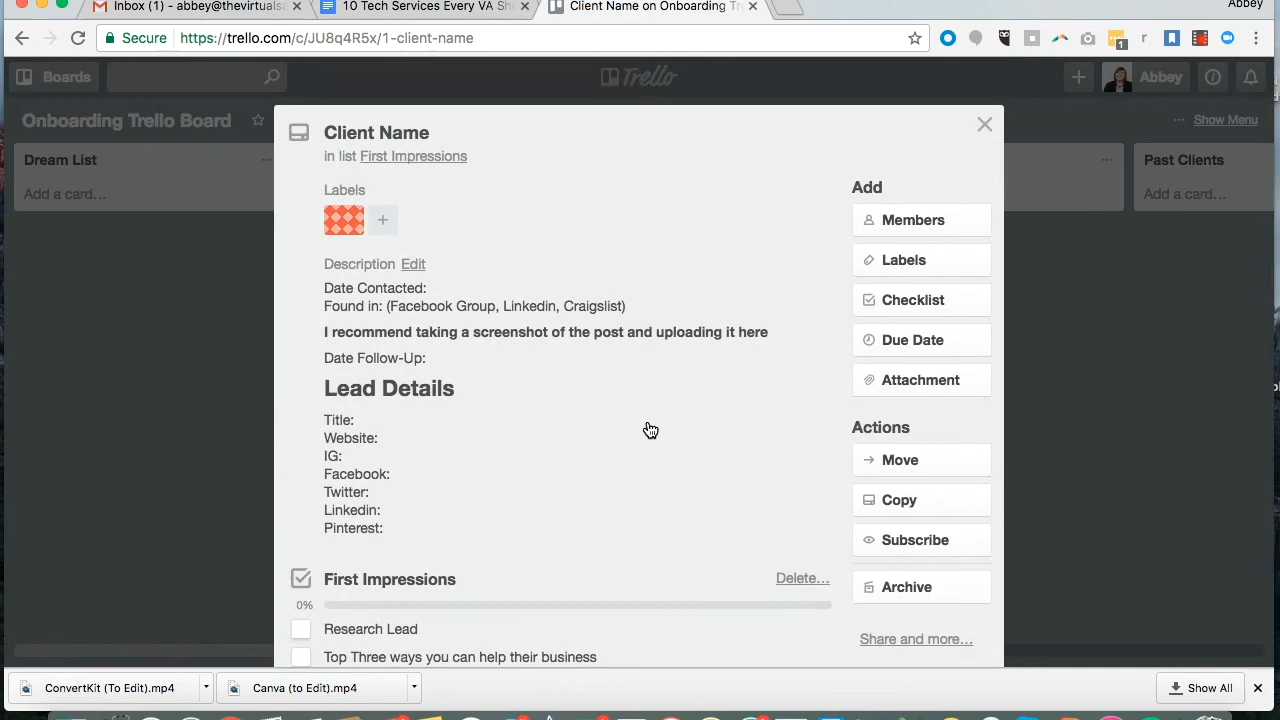 Inbox (1) - abbey@thevirtualsa
10 Tech Services Every VA Sh
Client Name on Onboarding Tr
Abbey
Secure https://trello.com/c/JU8q4R5x/1-client-name
1
r
Boards
Trello
Abbey
Onboarding Trello Board
... Show Menu
Dream List ...
Add a card...
...
Past Clients
Add a card...
Client Name
in list First Impressions
Labels
+
Description Edit
Date Contacted:
Found in: (Facebook Group, Linkedin, Craigslist)
I recommend taking a screenshot of the post and uploading it here
Date Follow-Up:
Lead Details
Title:
Website:
IG:
Facebook:
Twitter:
Linkedin:
Pinterest:
First Impressions
Delete...
0%
Research Lead
Top Three ways you can help their business
Add
Members
Labels
Checklist
Due Date
Attachment
Actions
Move
Copy
Subscribe
Archive
Share and more...
ConvertKit (To Edit).mp4
Canva (to Edit).mp4
Show All